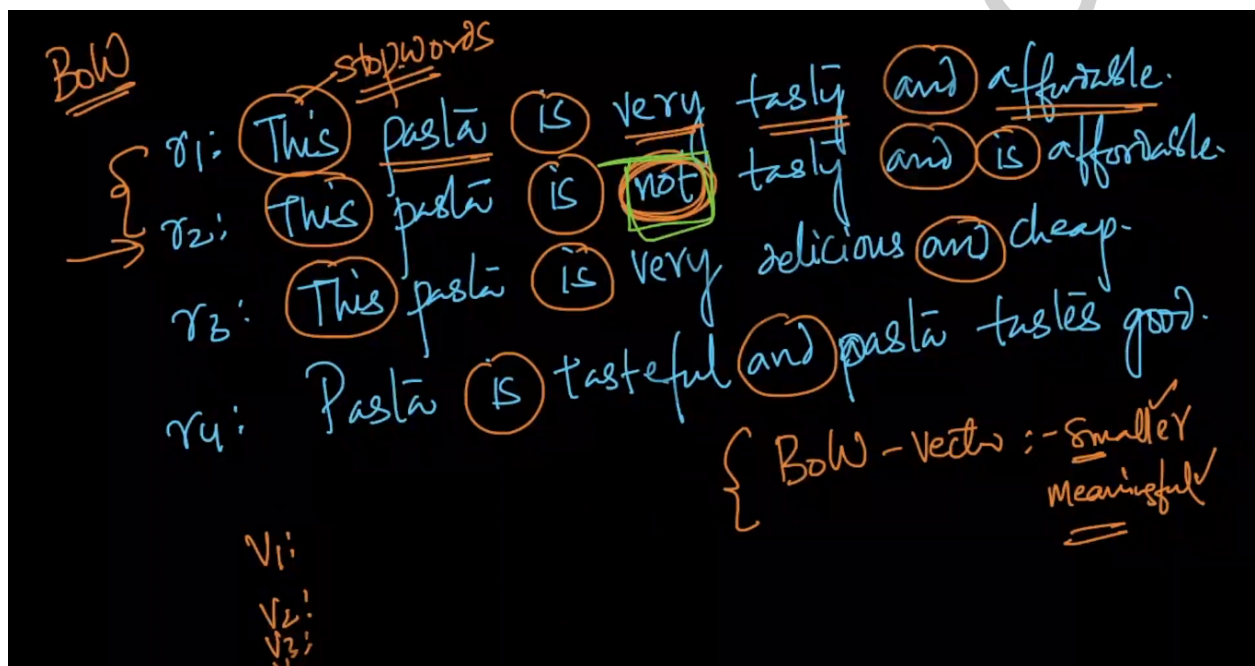 BoW
stopwords
r1: This pasta is very tasty and affordable.
r2: This pasta is not tasty and is affordable.
r3: This pasta is very delicious and cheap.
r4: Pasta is tasteful and pasta tastes good.
BoW - vector :- smaller
meaningful
V1:
V2:
V3: